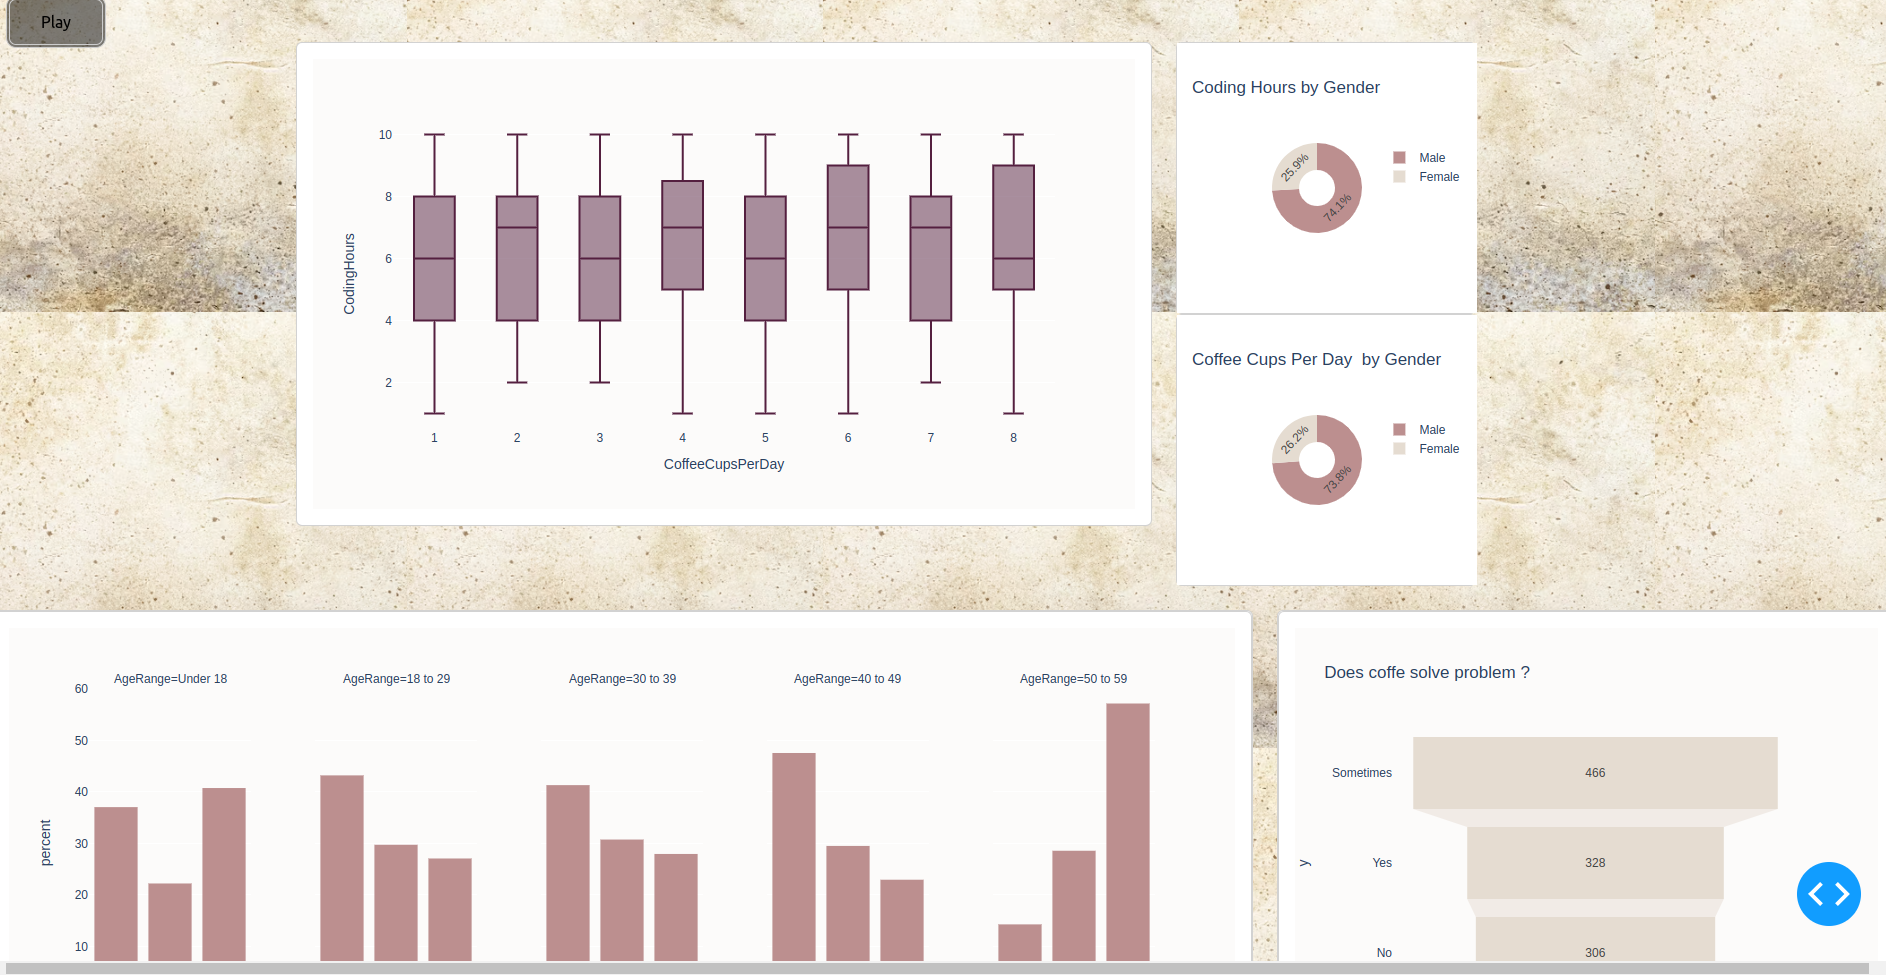 Play
10
8
6
4
2
CodingHours
1 2 3 4 5 6 7 8
CoffeeCupsPerDay
Coding Hours by Gender
25.9%
74.1%
Male
Female
Coffee Cups Per Day  by Gender
26.2%
73.8%
Male
Female
AgeRange=Under 18 AgeRange=18 to 29 AgeRange=30 to 39 AgeRange=40 to 49 AgeRange=50 to 59
60
50
40
30
20
10
percent
Does coffe solve problem ?
Sometimes 466
Yes 328
No 306
y